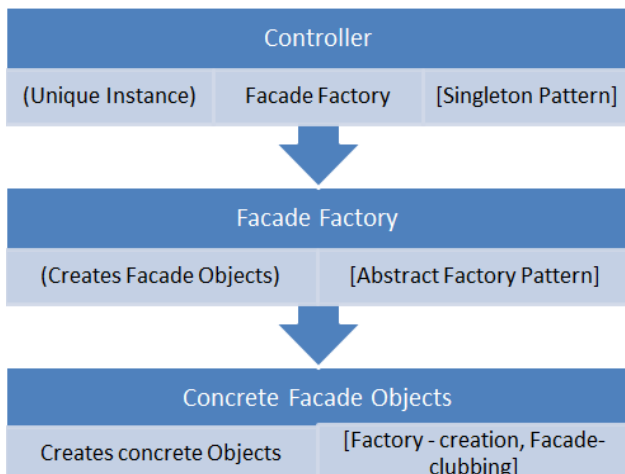 Controller
(Unique Instance) Facade Factory [Singleton Pattern]
Facade Factory
(Creates Facade Objects) [Abstract Factory Pattern]
Concrete Facade Objects
Creates concrete Objects [Factory - creation, Facade-
clubbing]